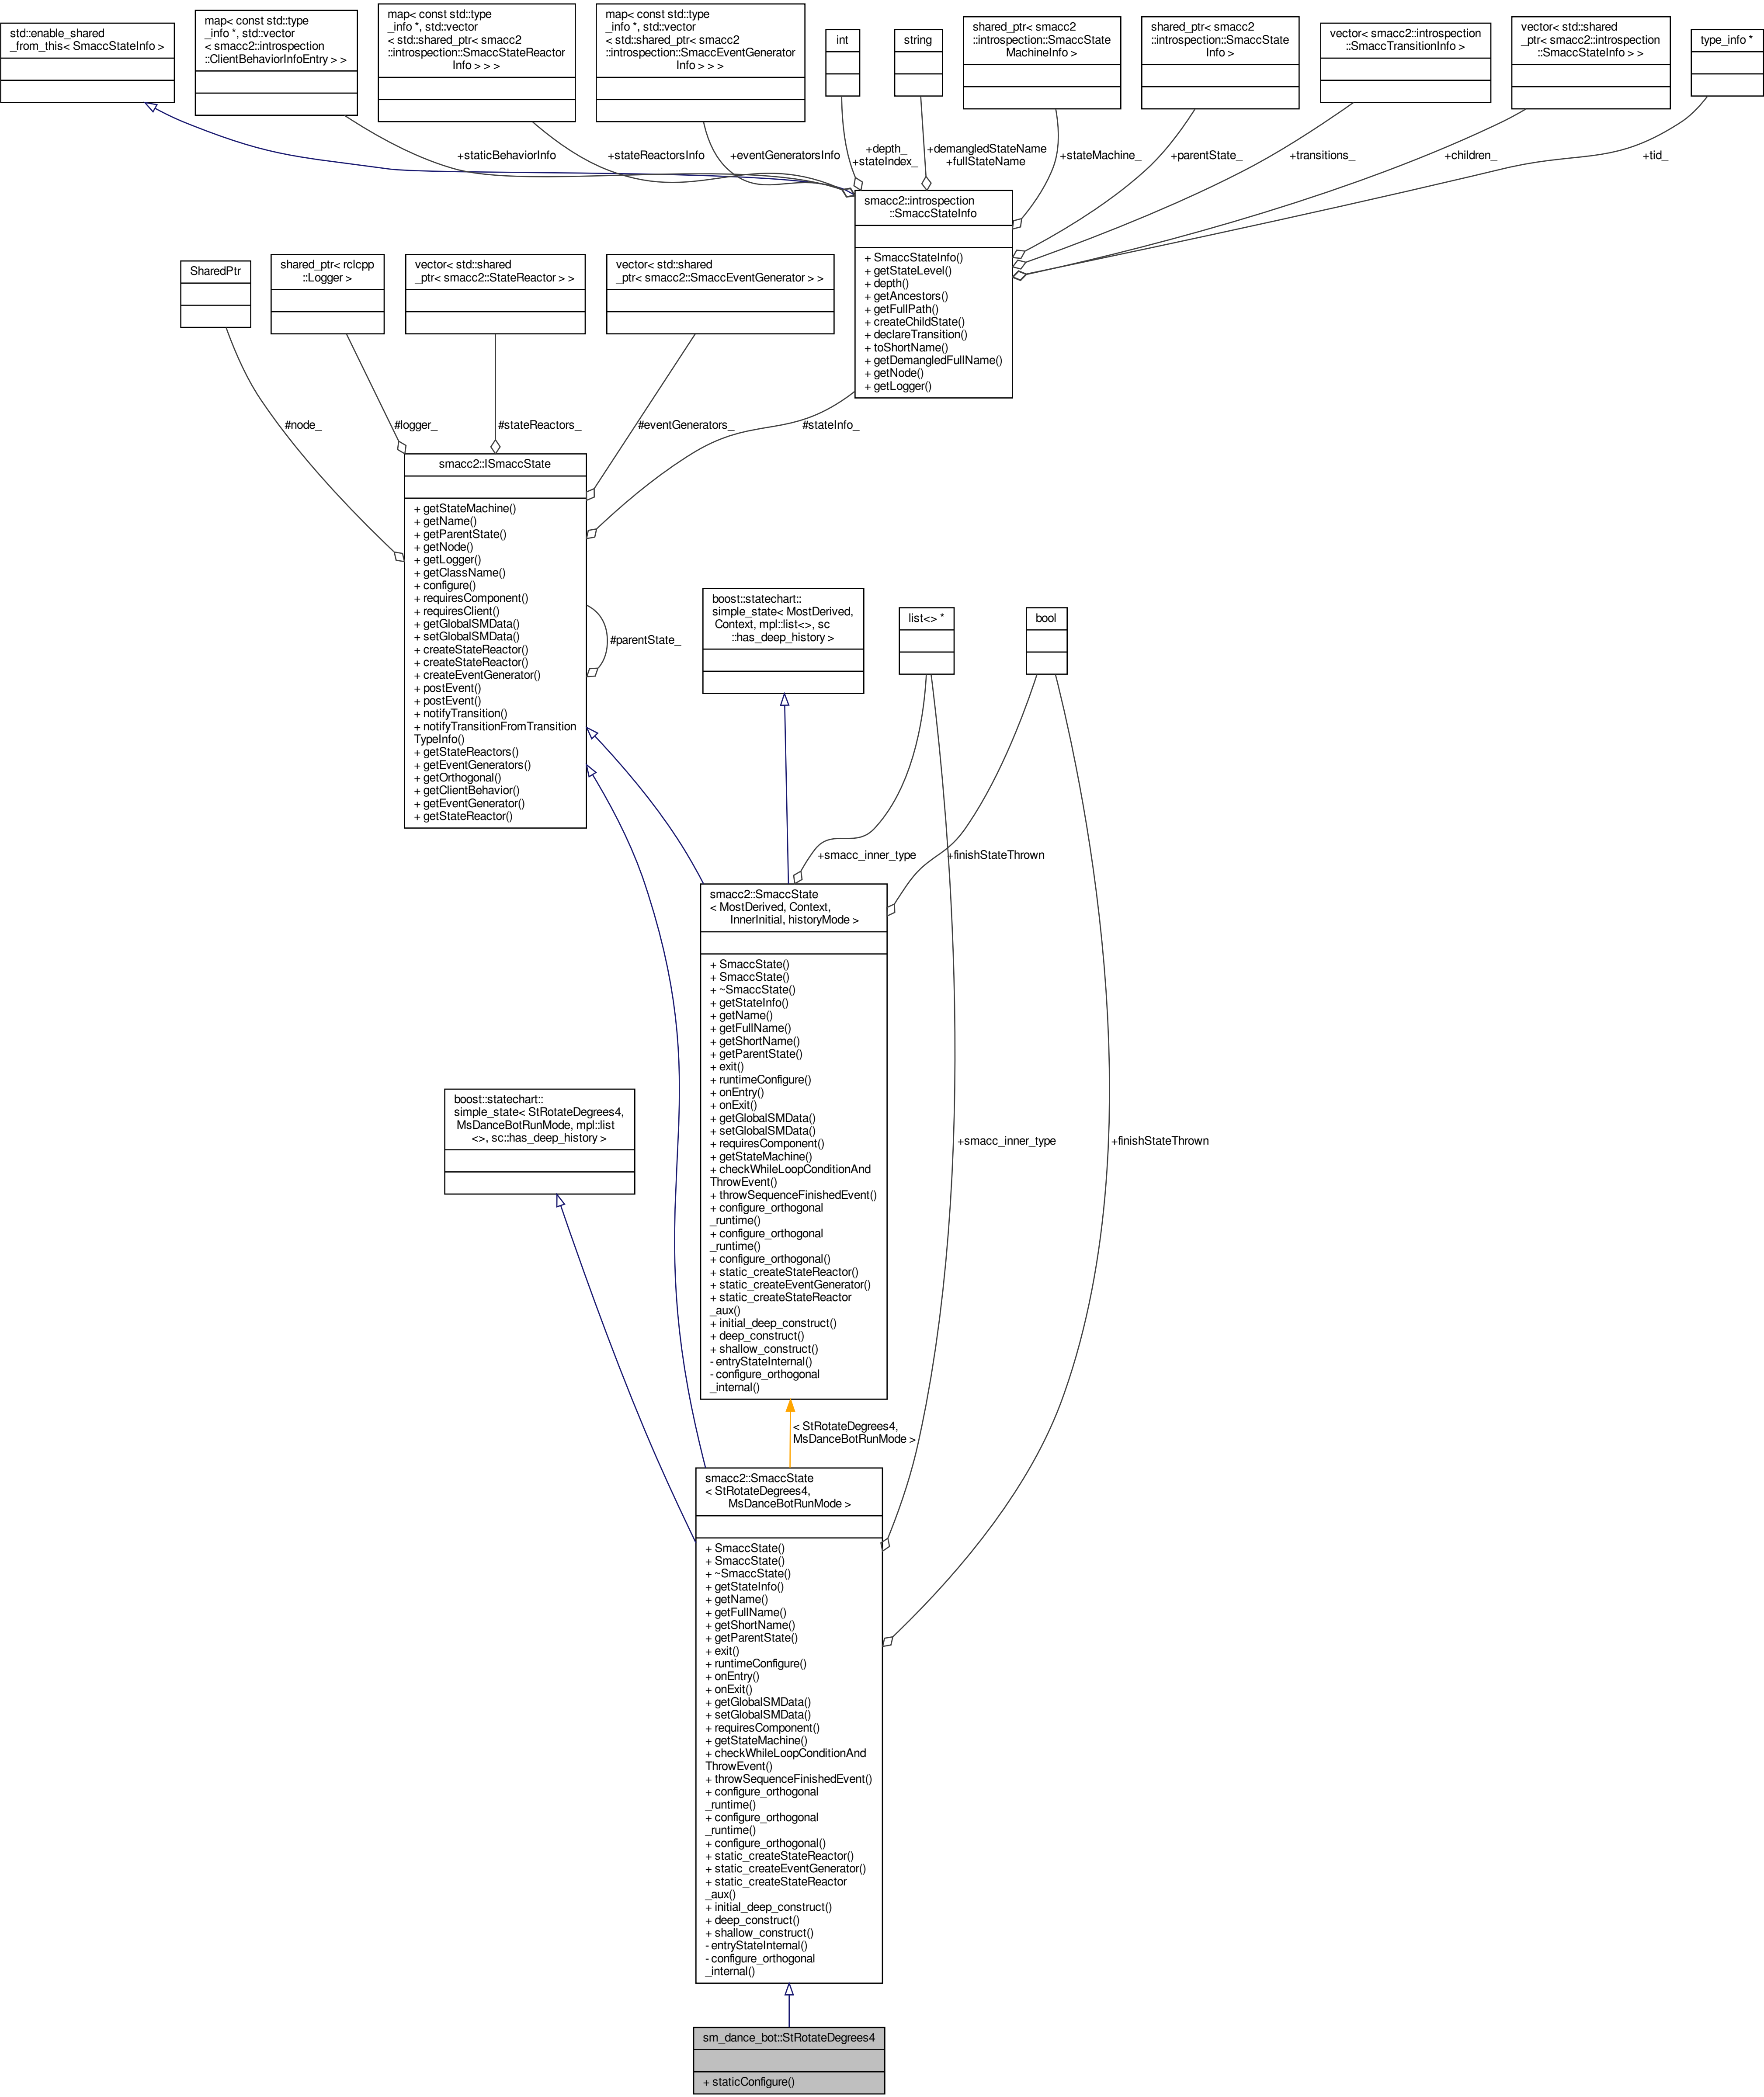 std::enable_shared
_from_this< SmaccStateInfo >
map< const std::type
_info *, std::vector
< smacc2::introspection
::ClientBehaviorInfoEntry > >
map< const std::type
_info *, std::vector
< std::shared_ptr< smacc2
::introspection::SmaccStateReactor
Info > > >
map< const std::type
_info *, std::vector
< std::shared_ptr< smacc2
::introspection::SmaccEventGenerator
Info > > >
int
string
shared_ptr< smacc2
::introspection::SmaccState
MachineInfo >
shared_ptr< smacc2
::introspection::SmaccState
Info >
vector< smacc2::introspection
::SmaccTransitionInfo >
vector< std::shared
_ptr< smacc2::introspection
::SmaccStateInfo > >
type_info *
+staticBehaviorInfo
+stateReactorsInfo
+eventGeneratorsInfo
+depth_
+stateIndex_
+demangledStateName
+fullStateName
+stateMachine_
+parentState_
+transitions_
+children_
+tid_
smacc2::introspection
::SmaccStateInfo
+ SmaccStateInfo()
+ getStateLevel()
+ depth()
+ getAncestors()
+ getFullPath()
+ createChildState()
+ declareTransition()
+ toShortName()
+ getDemangledFullName()
+ getNode()
+ getLogger()
SharedPtr
shared_ptr< rclcpp
::Logger >
vector< std::shared
_ptr< smacc2::StateReactor > >
vector< std::shared
_ptr< smacc2::SmaccEventGenerator > >
#node_
#logger_
#stateReactors_
#eventGenerators_
#stateInfo_
smacc2::ISmaccState
+ getStateMachine()
+ getName()
+ getParentState()
+ getNode()
+ getLogger()
+ getClassName()
+ configure()
+ requiresComponent()
+ requiresClient()
+ getGlobalSMData()
+ setGlobalSMData()
+ createStateReactor()
+ createStateReactor()
+ createEventGenerator()
+ postEvent()
+ postEvent()
+ notifyTransition()
+ notifyTransitionFromTransition
TypeInfo()
+ getStateReactors()
+ getEventGenerators()
+ getOrthogonal()
+ getClientBehavior()
+ getEventGenerator()
+ getStateReactor()
#parentState_
boost::statechart::
simple_state< MostDerived,
Context, mpl::list<>, sc
::has_deep_history >
list<> *
bool
+smacc_inner_type
+finishStateThrown
smacc2::SmaccState
< MostDerived, Context,
InnerInitial, historyMode >
+ SmaccState()
+ SmaccState()
+ ~SmaccState()
+ getStateInfo()
+ getName()
+ getFullName()
+ getShortName()
+ getParentState()
+ exit()
+ runtimeConfigure()
+ onEntry()
+ onExit()
+ getGlobalSMData()
+ setGlobalSMData()
+ requiresComponent()
+ getStateMachine()
+ checkWhileLoopConditionAnd
ThrowEvent()
+ throwSequenceFinishedEvent()
+ configure_orthogonal
_runtime()
+ configure_orthogonal
_runtime()
+ configure_orthogonal()
+ static_createStateReactor()
+ static_createEventGenerator()
+ static_createStateReactor
_aux()
+ initial_deep_construct()
+ deep_construct()
+ shallow_construct()
- entryStateInternal()
- configure_orthogonal
_internal()
boost::statechart::
simple_state< StRotateDegrees4,
MsDanceBotRunMode, mpl::list
<>, sc::has_deep_history >
+smacc_inner_type
+finishStateThrown
< StRotateDegrees4,
MsDanceBotRunMode >
smacc2::SmaccState
< StRotateDegrees4,
MsDanceBotRunMode >
+ SmaccState()
+ SmaccState()
+ ~SmaccState()
+ getStateInfo()
+ getName()
+ getFullName()
+ getShortName()
+ getParentState()
+ exit()
+ runtimeConfigure()
+ onEntry()
+ onExit()
+ getGlobalSMData()
+ setGlobalSMData()
+ requiresComponent()
+ getStateMachine()
+ checkWhileLoopConditionAnd
ThrowEvent()
+ throwSequenceFinishedEvent()
+ configure_orthogonal
_runtime()
+ configure_orthogonal
_runtime()
+ configure_orthogonal()
+ static_createStateReactor()
+ static_createEventGenerator()
+ static_createStateReactor
_aux()
+ initial_deep_construct()
+ deep_construct()
+ shallow_construct()
- entryStateInternal()
- configure_orthogonal
_internal()
sm_dance_bot::StRotateDegrees4
+ staticConfigure()